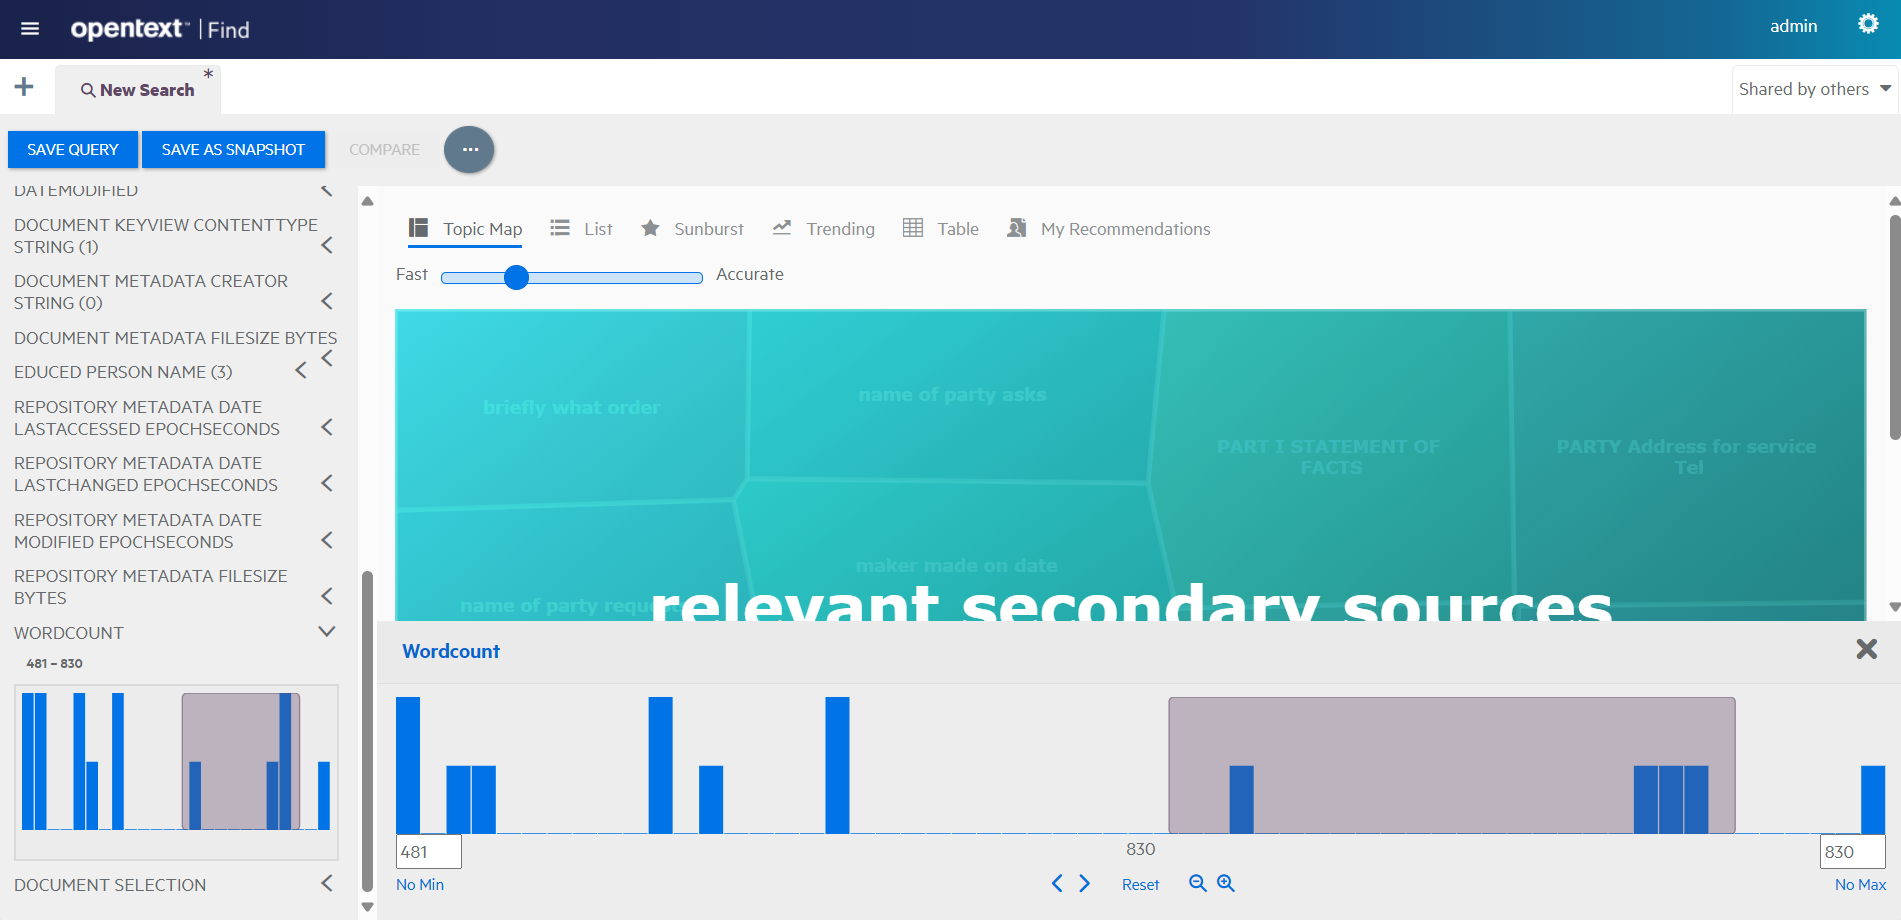 opentext™ | Find
admin
New Search *
Shared by others
SAVE QUERY
SAVE AS SNAPSHOT
COMPARE
...
DATEMODIFIED
DOCUMENT KEYVIEW CONTENTTYPE
STRING (1)
DOCUMENT METADATA CREATOR
STRING (0)
DOCUMENT METADATA FILESIZE BYTES
EDUCED PERSON NAME (3)
REPOSITORY METADATA DATE
LASTACCESSED EPOCHSECONDS
REPOSITORY METADATA DATE
LASTCHANGED EPOCHSECONDS
REPOSITORY METADATA DATE
MODIFIED EPOCHSECONDS
REPOSITORY METADATA FILESIZE
BYTES
WORDCOUNT
481 – 830
DOCUMENT SELECTION
Topic Map
List
Sunburst
Trending
Table
My Recommendations
Fast
Accurate
briefly what order
name of party asks
PART I STATEMENT OF
FACTS
PARTY Address for service
Tel
maker made on date
name of party
relevant secondary sources
Wordcount
481
830
830
No Min
Reset
No Max